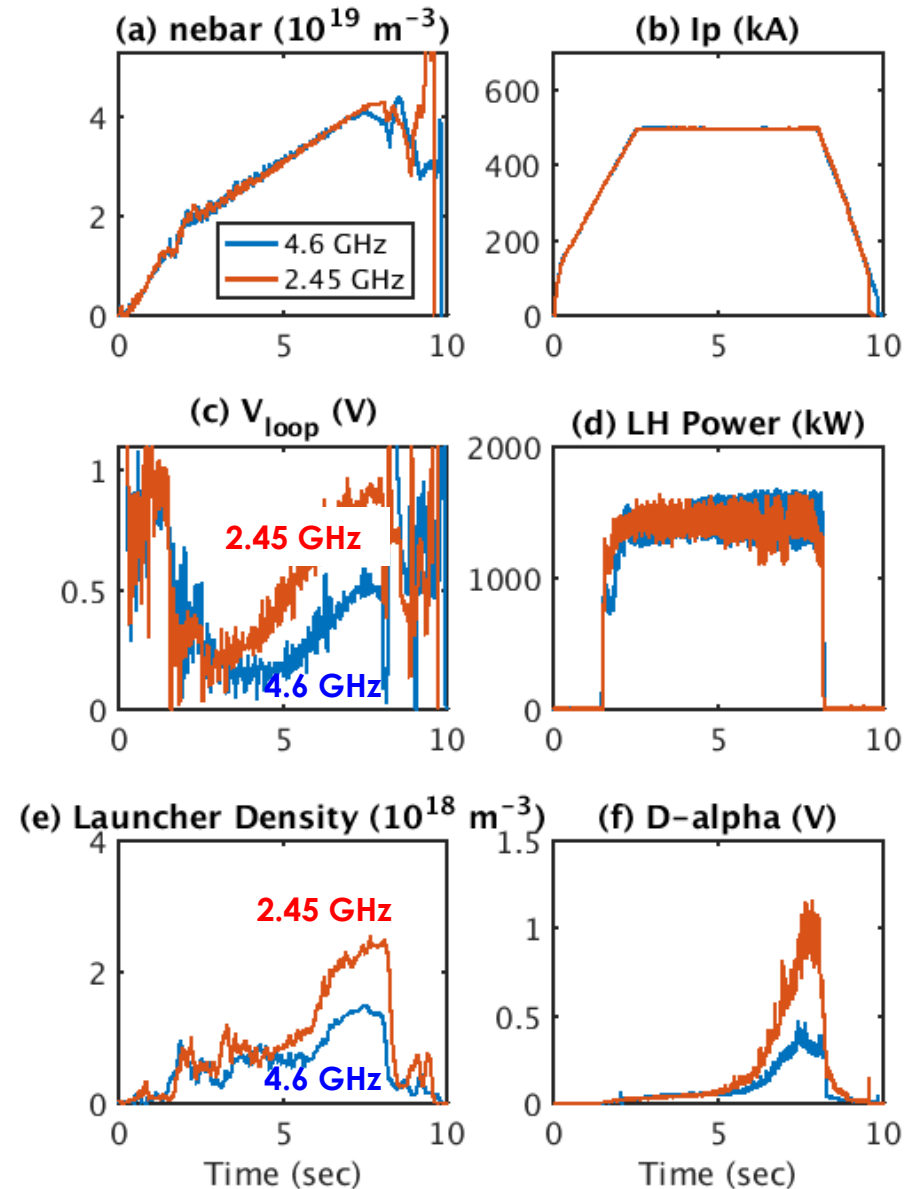 (a) nebar (10^19 m^−3)
4
2
0
0 5 10
4.6 GHz
2.45 GHz
(b) Ip (kA)
600
400
200
0
0 5 10
(c) V_loop (V)
1
0.5
0
0 5 10
2.45 GHz
4.6 GHz
(d) LH Power (kW)
2000
1000
0
0 5 10
(e) Launcher Density (10^18 m^−3)
4
2
0
0 5 10
2.45 GHz
4.6 GHz
Time (sec)
(f) D-alpha (V)
1.5
1
0.5
0
0 5 10
Time (sec)